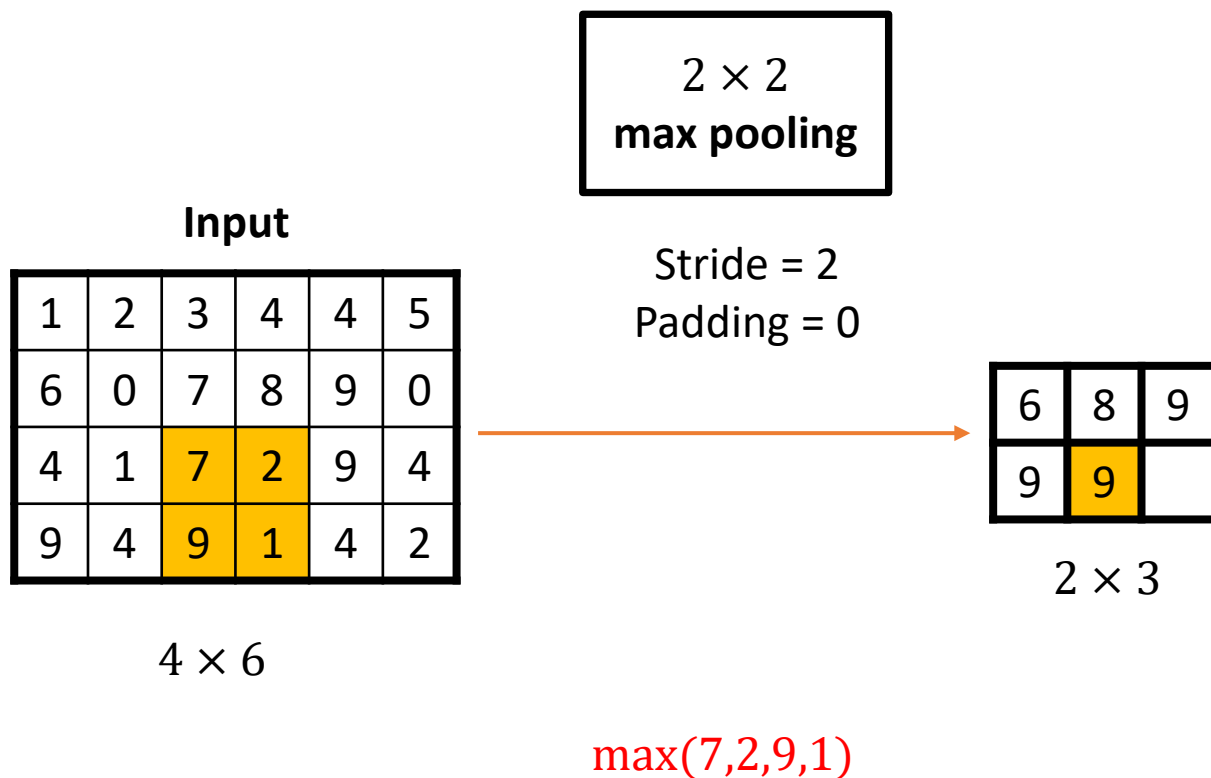 2 × 2
max pooling
Input
Stride = 2
Padding = 0
1 2 3 4 4 5
6 0 7 8 9 0
4 1 7 2 9 4
9 4 9 1 4 2
6 8 9
9 9
2 × 3
4 × 6
max(7,2,9,1)